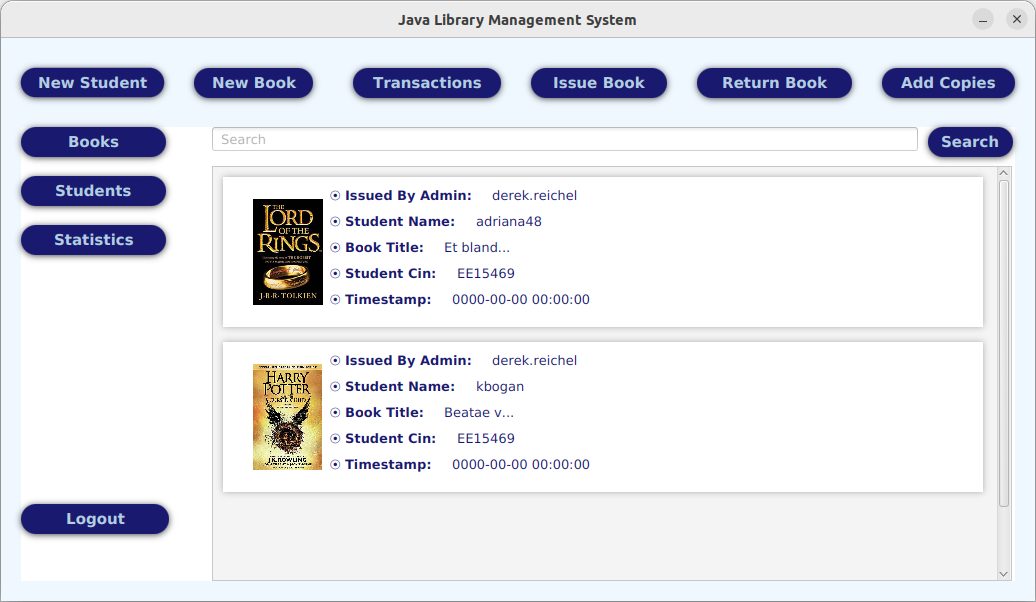 Java Library Management System
New Student
New Book
Transactions
Issue Book
Return Book
Add Copies
Books
Search
Search
Students
Statistics
Logout
THE
LORD
OF THE
RINGS
J·R·R·TOLKIEN
Issued By Admin: derek.reichel
Student Name: adriana48
Book Title: Et bland...
Student Cin: EE15469
Timestamp: 0000-00-00 00:00:00
HARRY
POTTER
J.K.ROWLING
Issued By Admin: derek.reichel
Student Name: kbogan
Book Title: Beatae v...
Student Cin: EE15469
Timestamp: 0000-00-00 00:00:00